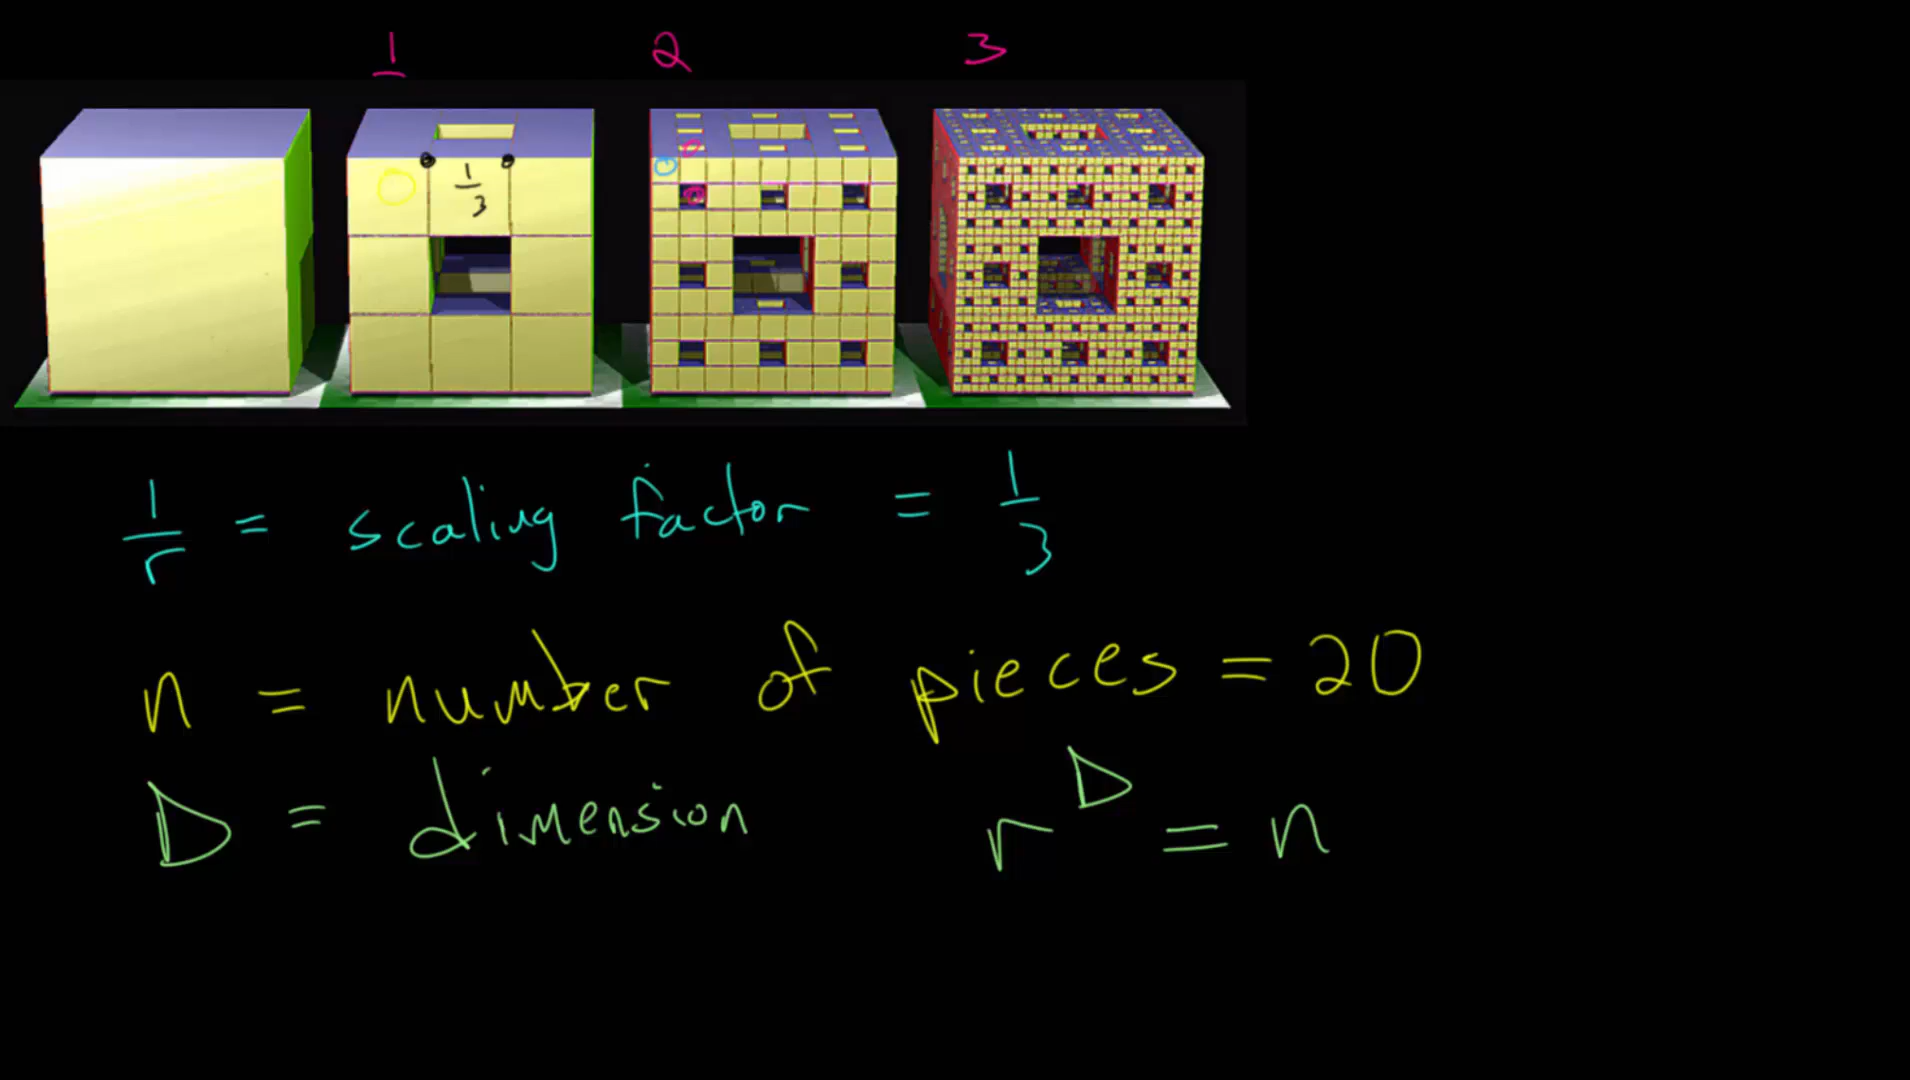 1 2 3
1/3
1/r = scaling factor = 1/3
n = number of pieces = 20
D = dimension r^D = n